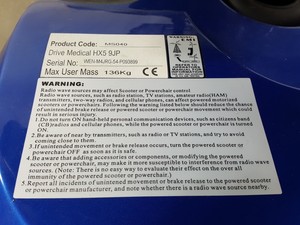 Product Code: MS046
Drive Medical HX5 9JP
Serial No: WEN-M4JRG-54-P093699
Max User Mass 136Kg
EMI
WARNING:
Radio wave sources may affect Scooter or Powerchair control
Radio wave sources, such as radio stations, TV stations, amateur radio(HAM)
transmitters, two-way radios, and cellular phones, can affect powered motorized
scooters or powerchairs. Following the warning listed below should reduce the chance
of unintended brake release or powered scooter or powerchair movement which could
result in serious injury.
1.Do not turn ON hand-held personal communication devices, such as citizens band
(CB)radios and cellular phones, while the powered scooter or powerchair is turned
ON.
2.Be aware of near by transmitters, such as radio or TV stations, and try to avoid
coming close to them.
3.If unintended movement or brake release occurs, turn the powered scooter or
powerchair OFF as soon as it is safe.
4.Be aware that adding accessories or components, or modifying the powered scooter
or powerchair, may make it more susceptible to interference from radio wave
sources. (Note: There is no easy way to evaluate their effect on the over all
immunity of the powered scooter or powerchair.)
5.Report all incidents of unintended movement or brake release to the powered scooter
or powerchair manufacturer, and note whether there is a radio wave source nearby.